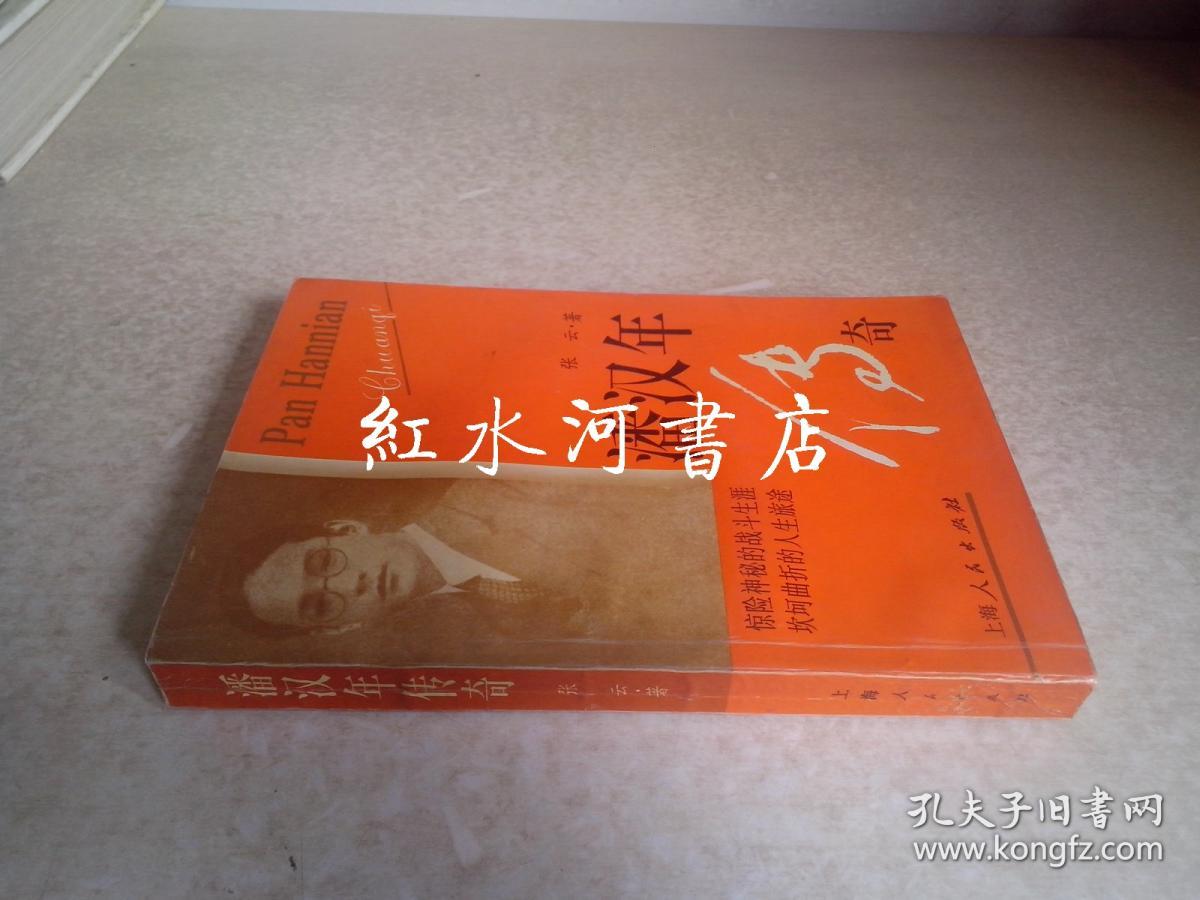 Pan Hannian
Chuanqi
张 云·著
潘汉年
传奇
惊险神秘的战斗生涯
坎坷曲折的人生旅途
上海人民出版社
潘汉年传奇
张 云·著
上海人民出版社
紅水河書店
孔夫子旧书网
www.kongfz.com